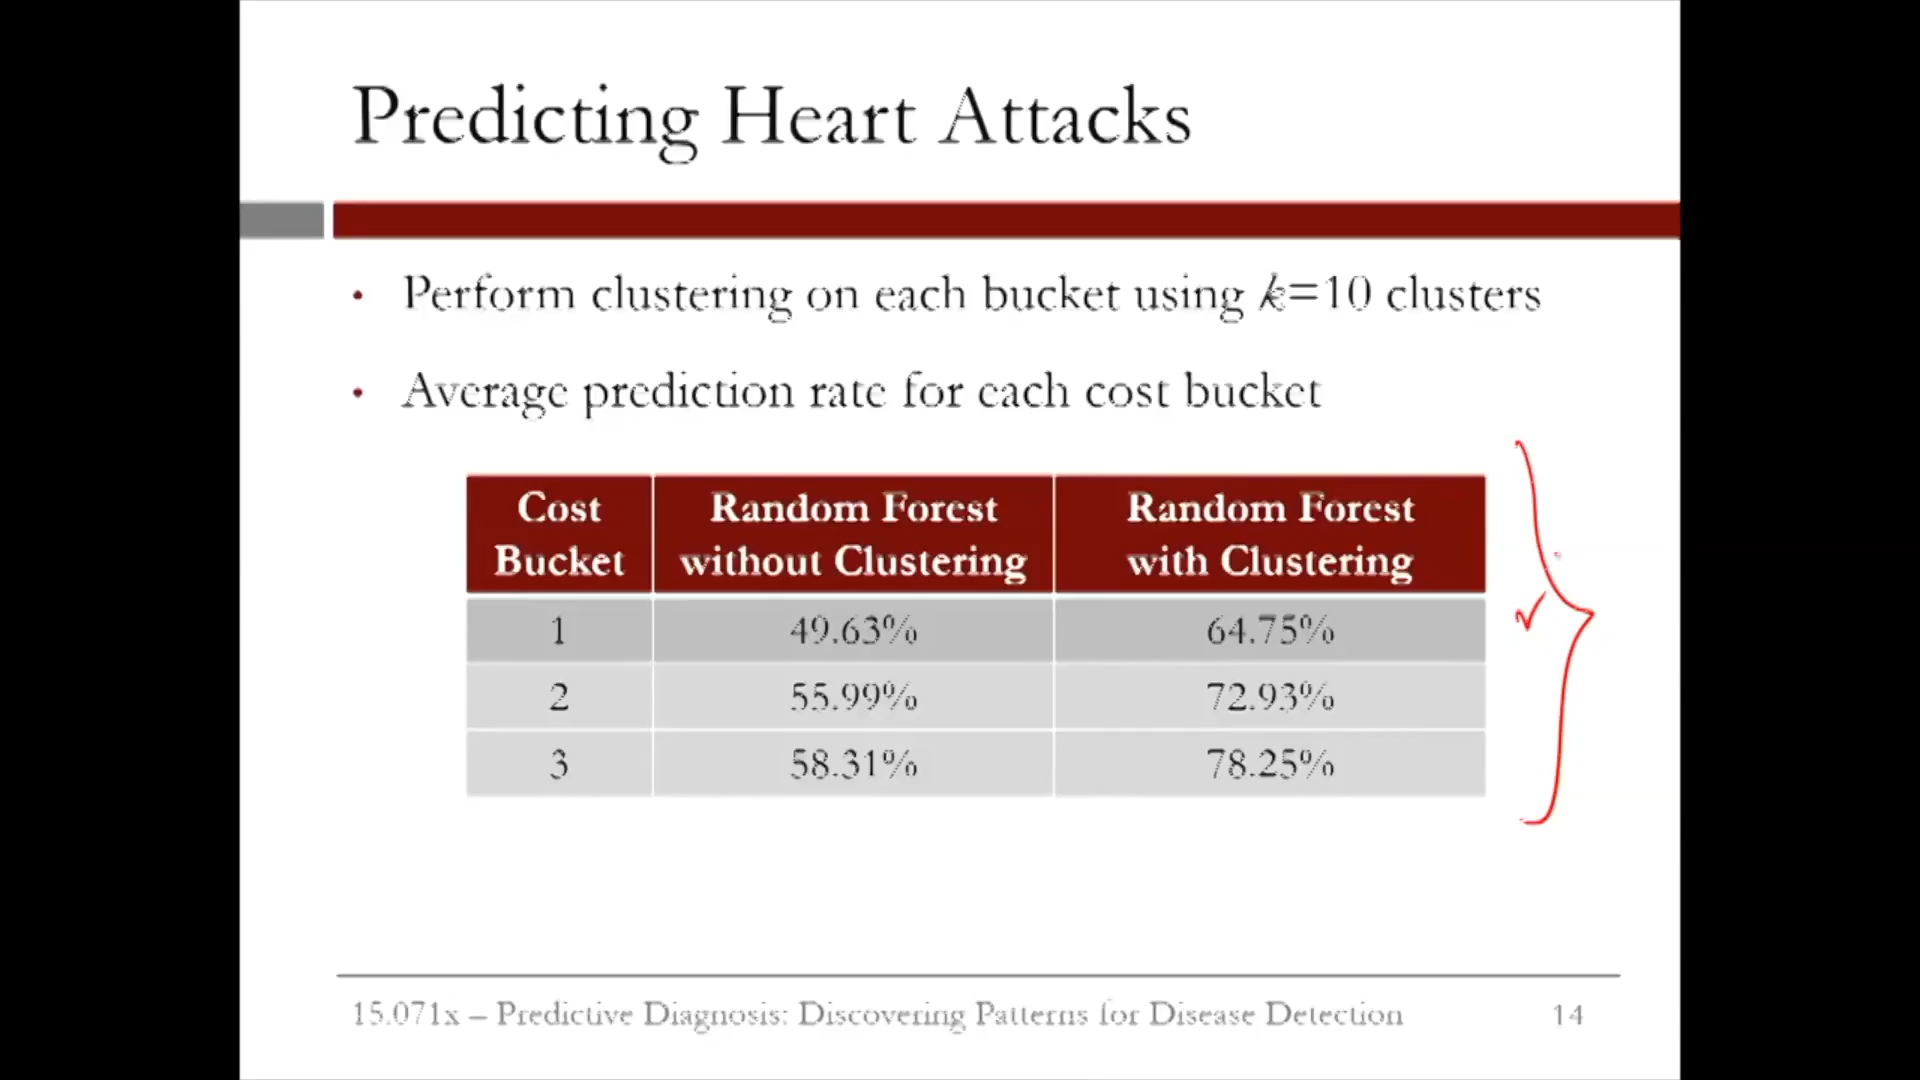 Predicting Heart Attacks
• Perform clustering on each bucket using k=10 clusters
• Average prediction rate for each cost bucket
Cost Bucket | Random Forest without Clustering | Random Forest with Clustering
1 | 49.63% | 64.75%
2 | 55.99% | 72.93%
3 | 58.31% | 78.25%
15.071x – Predictive Diagnosis: Discovering Patterns for Disease Detection 14